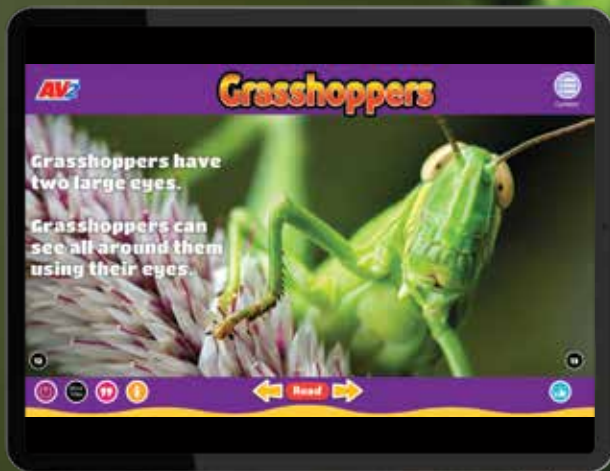 AV2
Grasshoppers
Grasshoppers have
two large eyes.
Grasshoppers can
see all around them
using their eyes.
Read